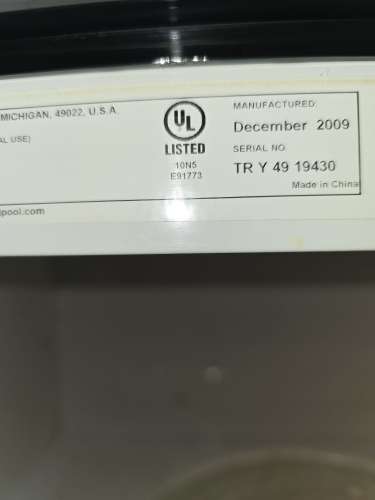 MICHIGAN, 49022, U.S.A.
AL USE)
lpool.com
UL
LISTED
10N5
E91773
MANUFACTURED:
December 2009
SERIAL NO.
TR Y 49 19430
Made in China